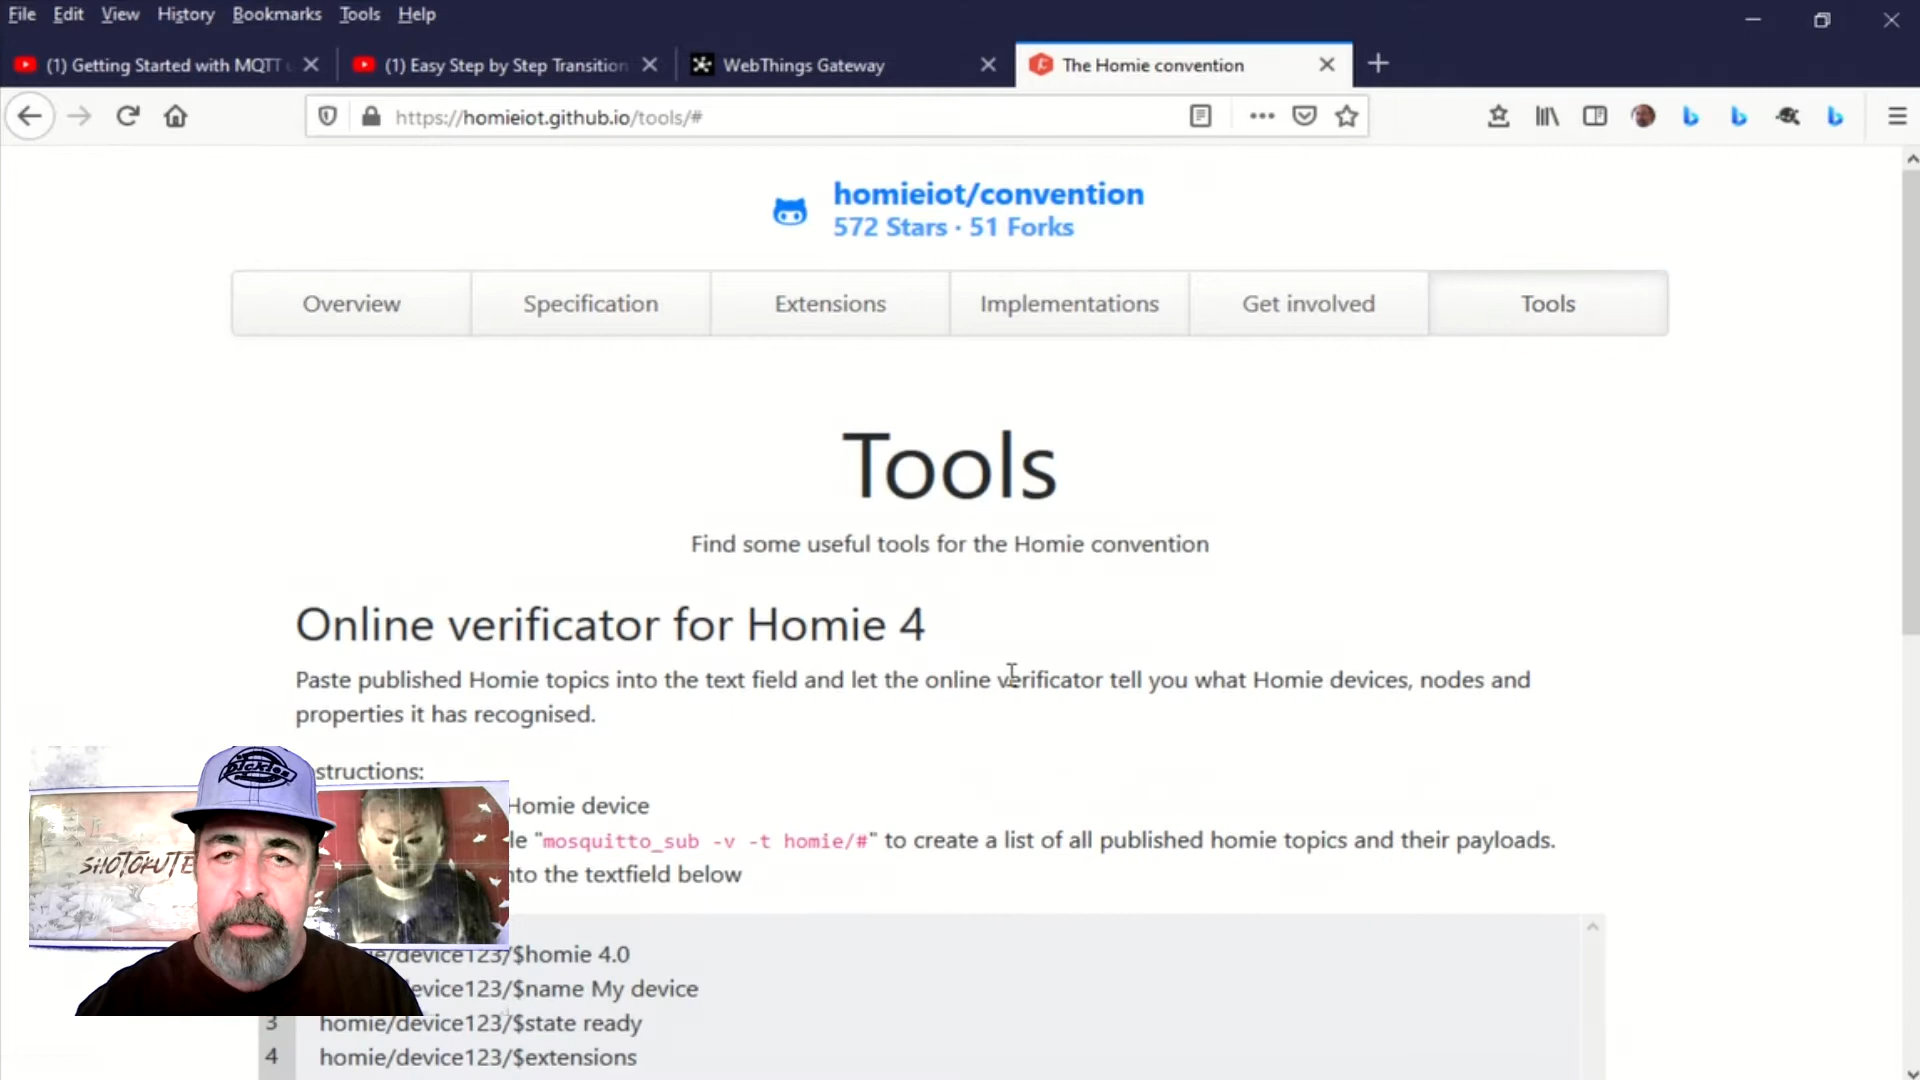 File Edit View History Bookmarks Tools Help
(1) Getting Started with MQTT
(1) Easy Step by Step Transition
WebThings Gateway
The Homie convention
https://homieiot.github.io/tools/#
homieiot/convention
572 Stars · 51 Forks
Overview
Specification
Extensions
Implementations
Get involved
Tools
Tools
Find some useful tools for the Homie convention
Online verificator for Homie 4
Paste published Homie topics into the text field and let the online verificator tell you what Homie devices, nodes and
properties it has recognised.
structions:
Homie device
le "mosquitto_sub -v -t homie/#" to create a list of all published homie topics and their payloads.
nto the textfield below
Dickies
SHOTOKUTE
e/device123/$homie 4.0
evice123/$name My device
3 homie/device123/$state ready
4 homie/device123/$extensions